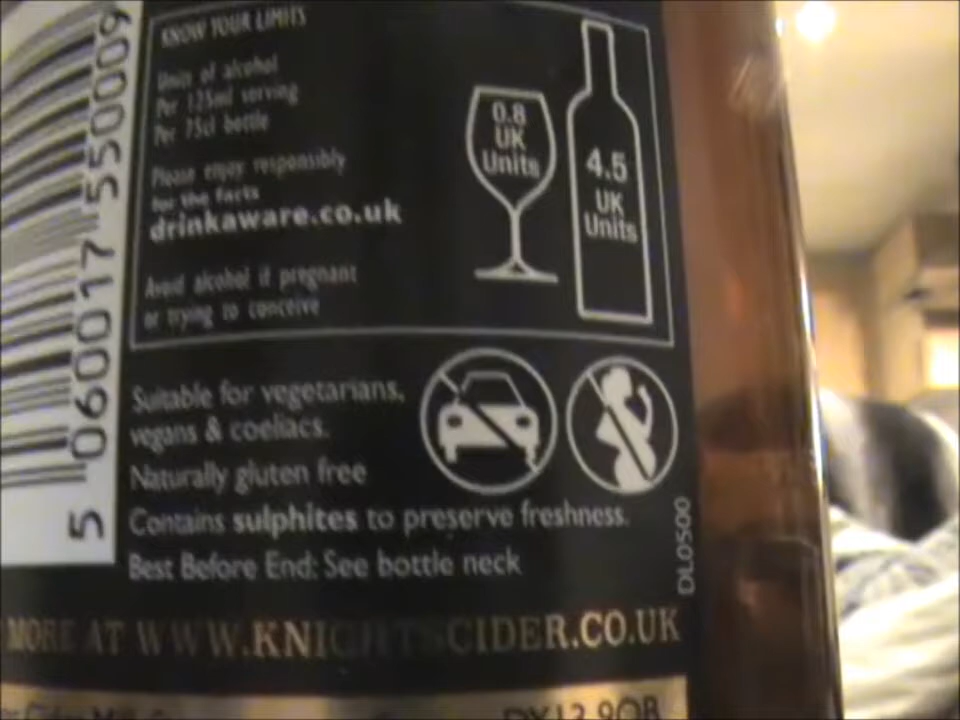 KNOW YOUR LIMITS
Units of alcohol
Per 125ml serving
Per 75cl bottle
Please enjoy responsibly
for the facts
drinkaware.co.uk
Avoid alcohol if pregnant
or trying to conceive
0.8
UK
Units
4.5
UK
Units
5 060017 550009
Suitable for vegetarians,
vegans & coeliacs.
Naturally gluten free
Contains sulphites to preserve freshness.
Best Before End: See bottle neck
DL0500
MORE AT WWW.KNIGHTSCIDER.CO.UK
Cider Mill